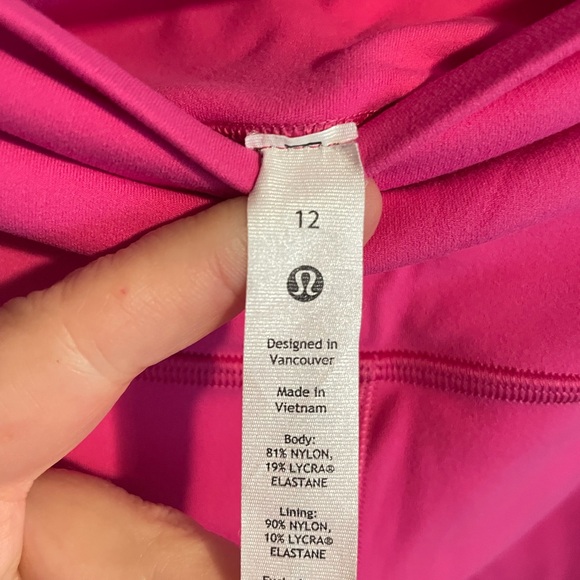 12
Designed in
Vancouver
Made in
Vietnam
Body:
81% NYLON,
19% LYCRA®
ELASTANE
Lining:
90% NYLON,
10% LYCRA®
ELASTANE